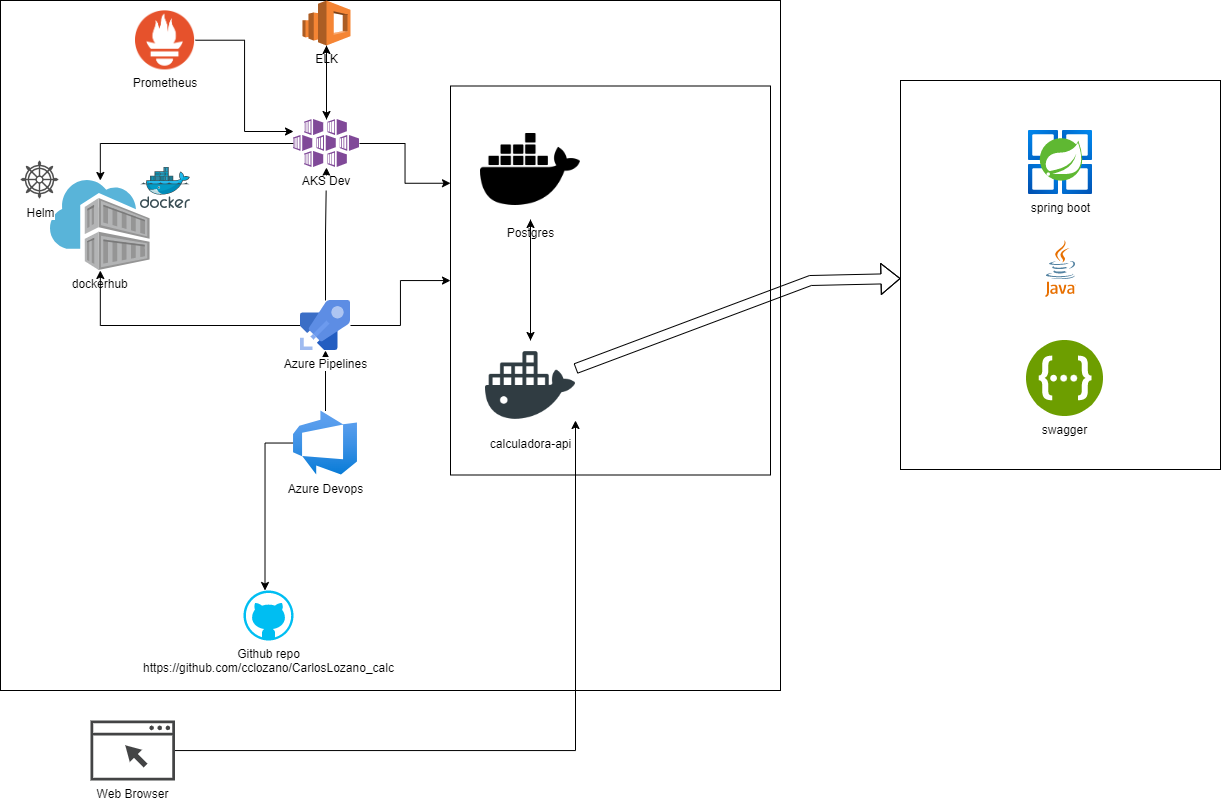 ELK
Prometheus
AKS Dev
docker
Helm
dockerhub
Postgres
spring boot
Java
Azure Pipelines
swagger
calculadora-api
Azure Devops
Github repo
https://github.com/cclozano/CarlosLozano_calc
Web Browser